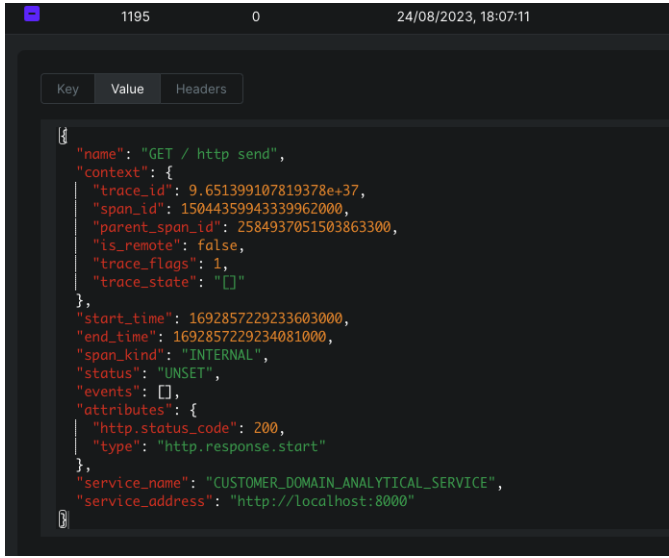 1195 0 24/08/2023, 18:07:11
Key Value Headers
{
"name": "GET / http send",
"context": {
"trace_id": 9.651399107819378e+37,
"span_id": 15044359943339962000,
"parent_span_id": 2584937051503863300,
"is_remote": false,
"trace_flags": 1,
"trace_state": "[]"
},
"start_time": 1692857229233603000,
"end_time": 1692857229234081000,
"span_kind": "INTERNAL",
"status": "UNSET",
"events": [],
"attributes": {
"http.status_code": 200,
"type": "http.response.start"
},
"service_name": "CUSTOMER_DOMAIN_ANALYTICAL_SERVICE",
"service_address": "http://localhost:8000"
}